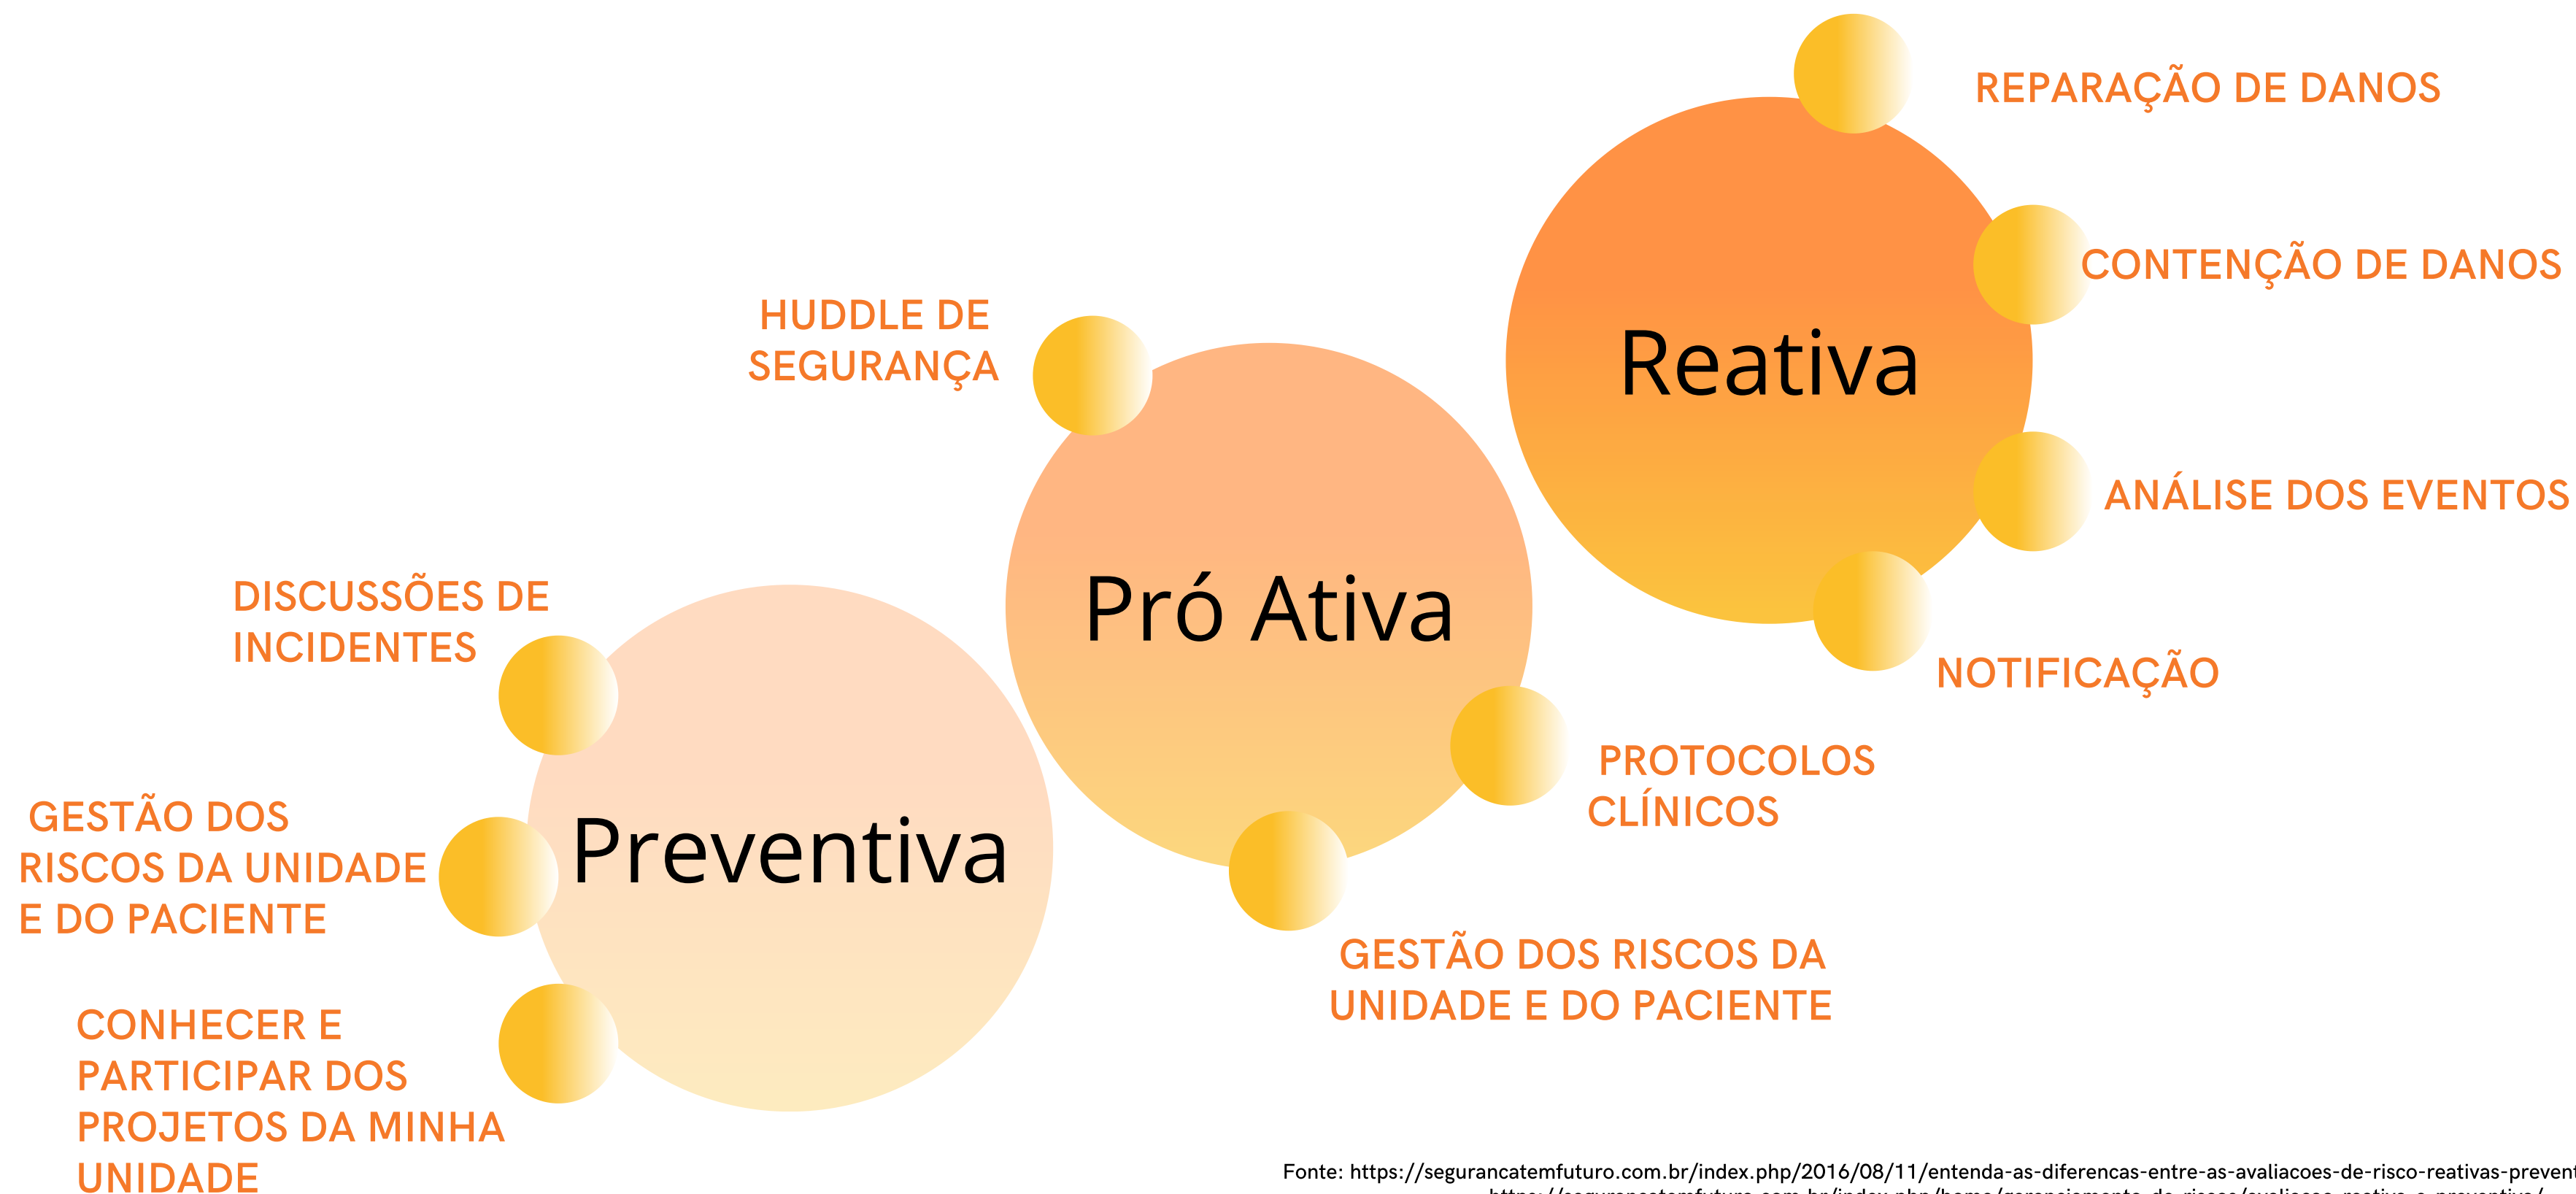 REPARAÇÃO DE DANOS
CONTENÇÃO DE DANOS
Reativa
ANÁLISE DOS EVENTOS
NOTIFICAÇÃO
HUDDLE DE
SEGURANÇA
Pró Ativa
PROTOCOLOS
CLÍNICOS
GESTÃO DOS RISCOS DA
UNIDADE E DO PACIENTE
DISCUSSÕES DE
INCIDENTES
Preventiva
GESTÃO DOS
RISCOS DA UNIDADE
E DO PACIENTE
CONHECER E
PARTICIPAR DOS
PROJETOS DA MINHA
UNIDADE
Fonte: https://segurancatemfuturo.com.br/index.php/2016/08/11/entenda-as-diferencas-entre-as-avaliacoes-de-risco-reativas-prevent